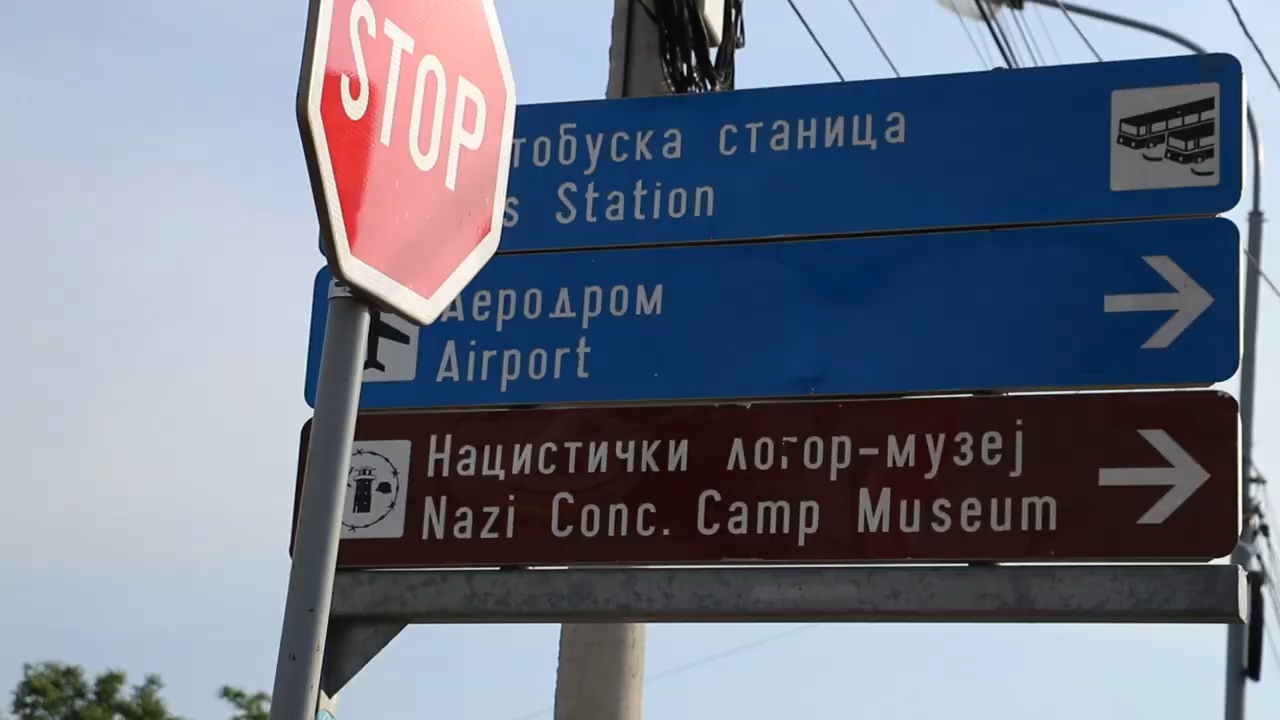 STOP
тобуска станица
s Station
Аеродром
Airport
Нацистички логор-музеј
Nazi Conc. Camp Museum